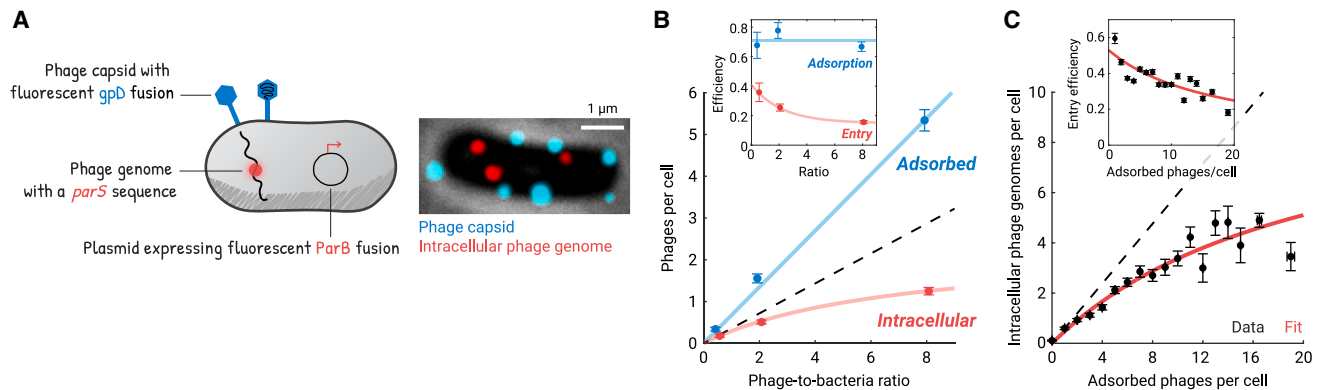 A
Phage capsid with
fluorescent gpD fusion
Phage genome
with a parS sequence
Plasmid expressing fluorescent ParB fusion
1 μm
Phage capsid
Intracellular phage genome
B
Efficiency
0.8
0.6
0.4
0.2
0
Adsorption
Entry
0 2 4 6 8
Ratio
Phages per cell
6
5
4
3
2
1
0
Adsorbed
Intracellular
0 2 4 6 8
Phage-to-bacteria ratio
C
Entry efficiency
0.6
0.4
0.2
0
0 10 20
Adsorbed phages/cell
Intracellular phage genomes per cell
10
8
6
4
2
0
Data Fit
0 4 8 12 16 20
Adsorbed phages per cell